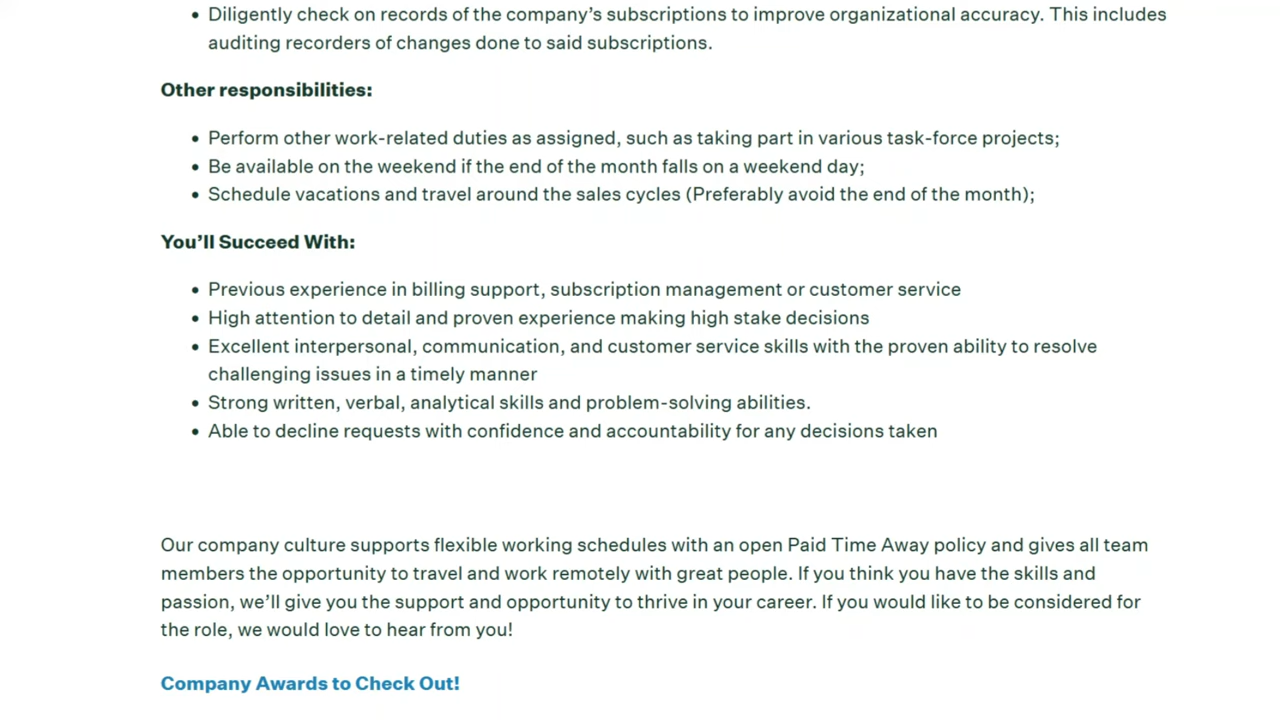 • Diligently check on records of the company’s subscriptions to improve organizational accuracy. This includes
auditing recorders of changes done to said subscriptions.
Other responsibilities:
• Perform other work-related duties as assigned, such as taking part in various task-force projects;
• Be available on the weekend if the end of the month falls on a weekend day;
• Schedule vacations and travel around the sales cycles (Preferably avoid the end of the month);
You’ll Succeed With:
• Previous experience in billing support, subscription management or customer service
• High attention to detail and proven experience making high stake decisions
• Excellent interpersonal, communication, and customer service skills with the proven ability to resolve
challenging issues in a timely manner
• Strong written, verbal, analytical skills and problem-solving abilities.
• Able to decline requests with confidence and accountability for any decisions taken
Our company culture supports flexible working schedules with an open Paid Time Away policy and gives all team
members the opportunity to travel and work remotely with great people. If you think you have the skills and
passion, we’ll give you the support and opportunity to thrive in your career. If you would like to be considered for
the role, we would love to hear from you!
Company Awards to Check Out!